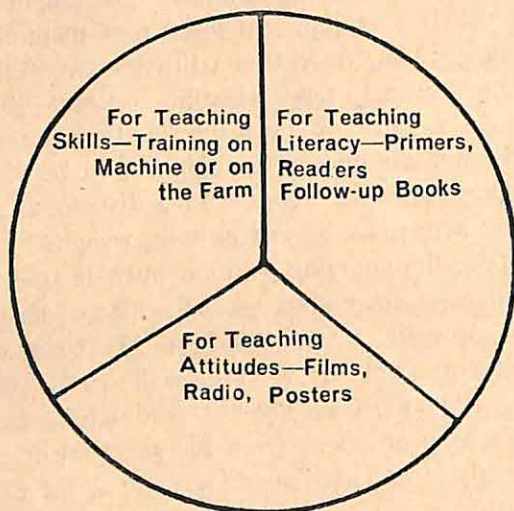 For Teaching
Skills—Training on
Machine or on
the Farm
For Teaching
Literacy—Primers,
Readers
Follow-up Books
For Teaching
Attitudes—Films,
Radio, Posters